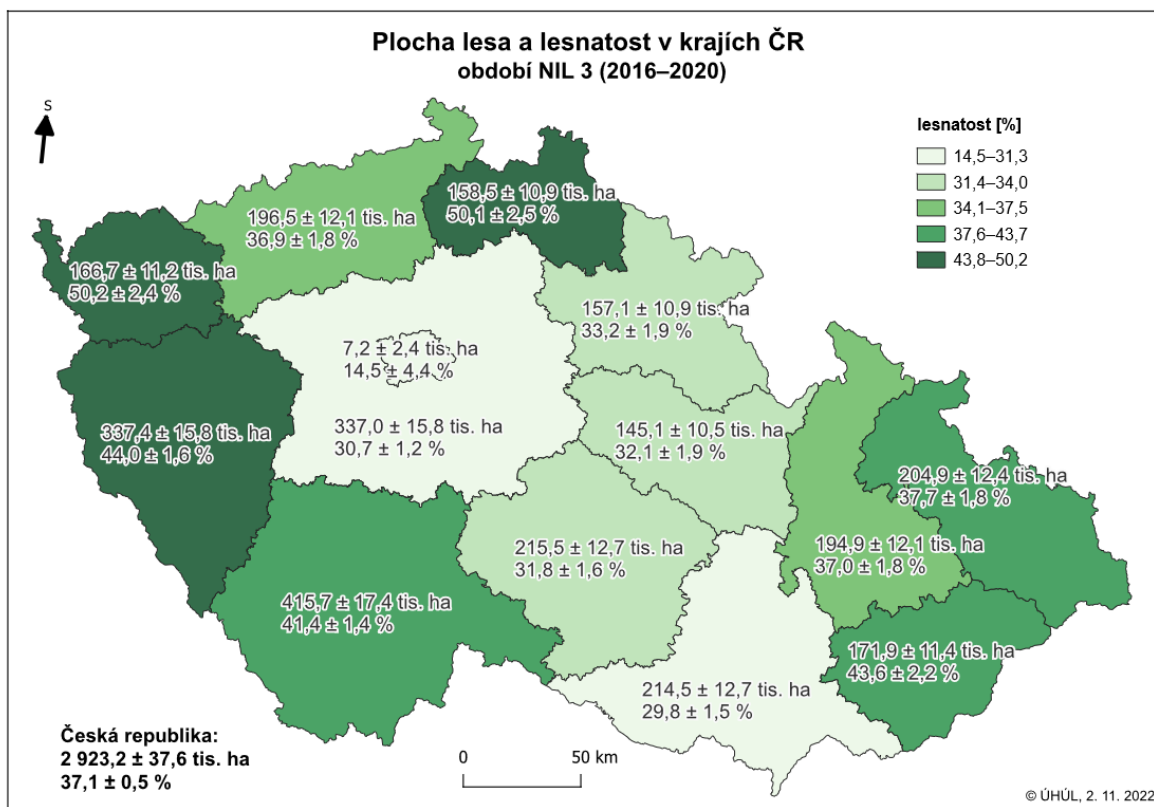 Plocha lesa a lesnatost v krajích ČR
období NIL 3 (2016–2020)
S
lesnatost [%]
14,5–31,3
31,4–34,0
34,1–37,5
37,6–43,7
43,8–50,2
158,5 ± 10,9 tis. ha
50,1 ± 2,5 %
196,5 ± 12,1 tis. ha
36,9 ± 1,8 %
166,7 ± 11,2 tis. ha
50,2 ± 2,4 %
157,1 ± 10,9 tis. ha
33,2 ± 1,9 %
7,2 ± 2,4 tis. ha
14,5 ± 4,4 %
337,0 ± 15,8 tis. ha
30,7 ± 1,2 %
337,4 ± 15,8 tis. ha
44,0 ± 1,6 %
145,1 ± 10,5 tis. ha
32,1 ± 1,9 %
204,9 ± 12,4 tis. ha
37,7 ± 1,8 %
215,5 ± 12,7 tis. ha
31,8 ± 1,6 %
194,9 ± 12,1 tis. ha
37,0 ± 1,8 %
415,7 ± 17,4 tis. ha
41,4 ± 1,4 %
171,9 ± 11,4 tis. ha
43,6 ± 2,2 %
214,5 ± 12,7 tis. ha
29,8 ± 1,5 %
Česká republika:
2 923,2 ± 37,6 tis. ha
37,1 ± 0,5 %
0 50 km
© ÚHÚL, 2. 11. 2022